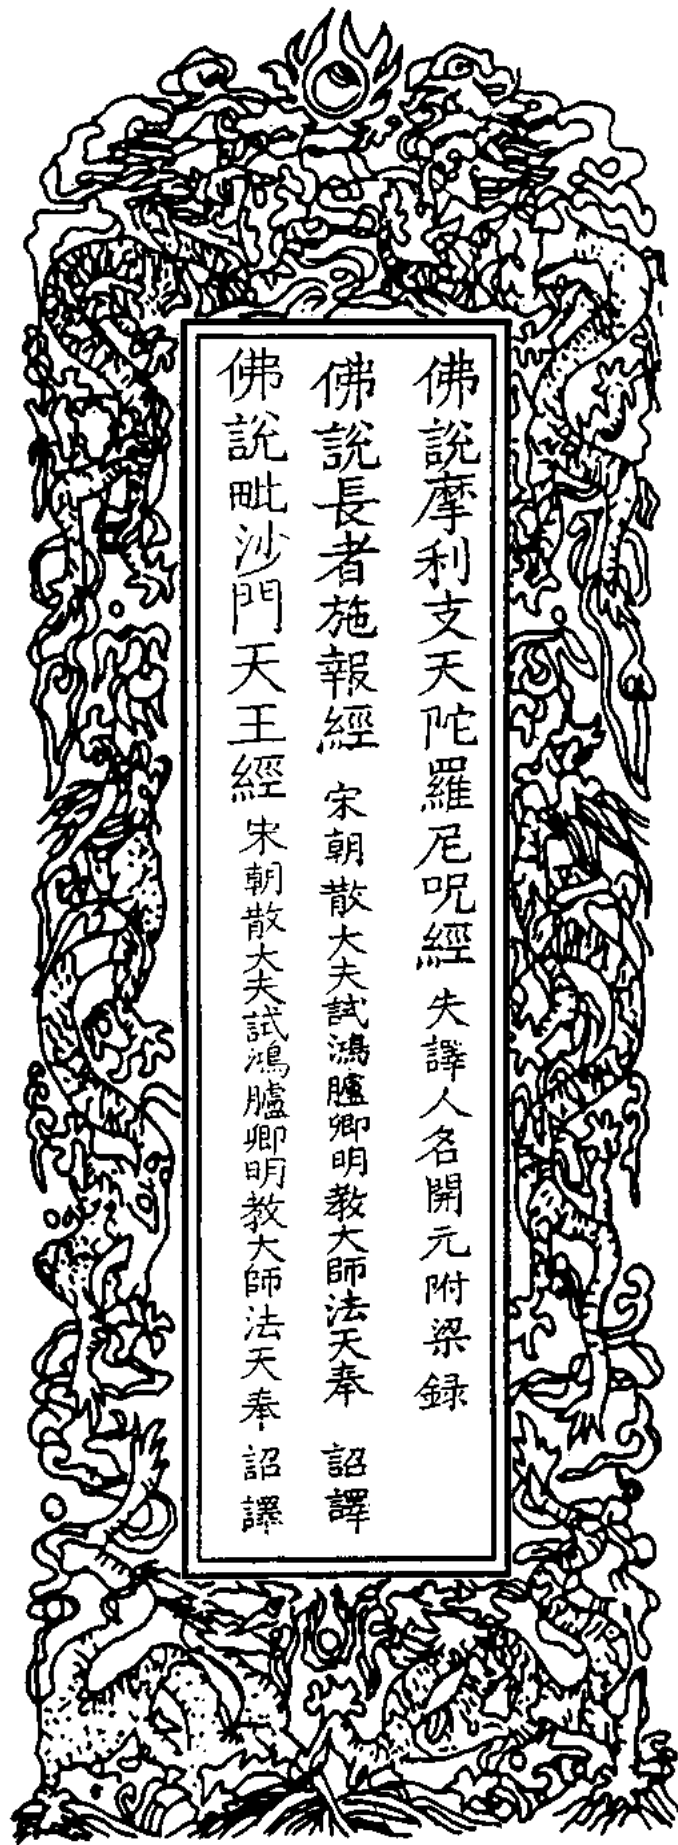 佛說摩利支天陀羅尼呪經 失譯人名開元附梁録
佛說長者施報經 宋朝散大夫試鴻臚卿明教大師法天奉 詔譯
佛說毗沙門天王經 宋朝散大夫試鴻臚卿明教大師法天奉 詔譯